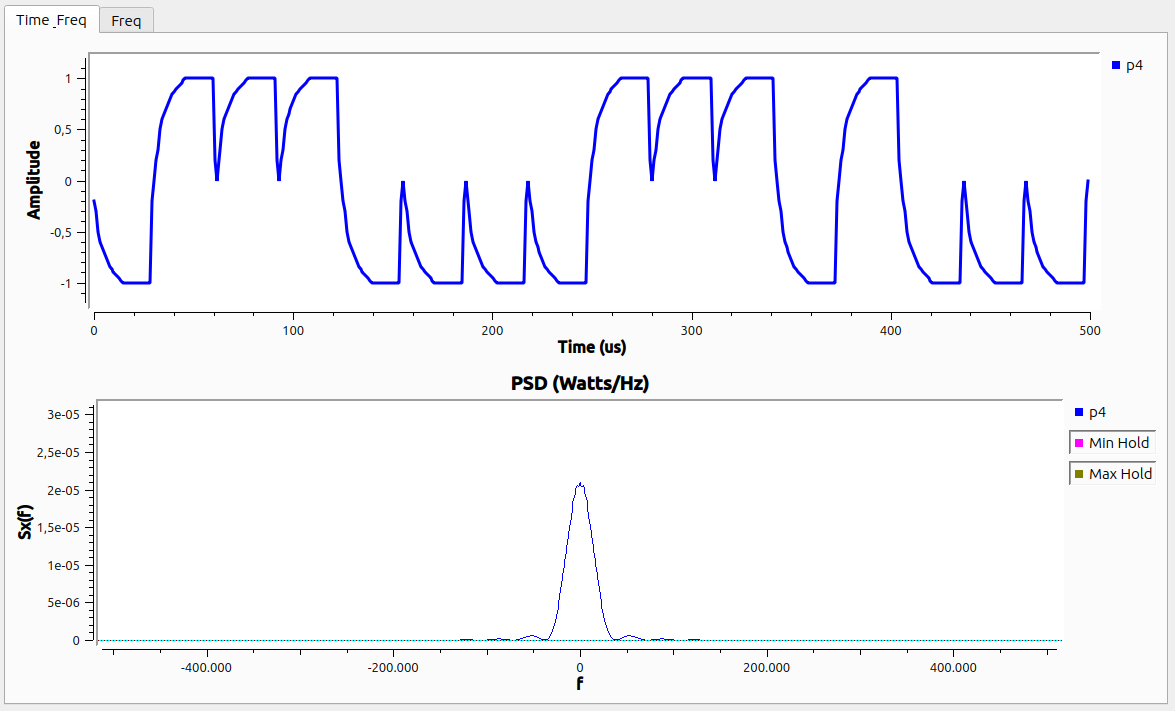 Time_Freq
Freq
p4
Amplitude
1
0,5
0
-0,5
-1
0
100
200
300
400
500
Time (us)
PSD (Watts/Hz)
p4
Min Hold
Max Hold
Sx(f)
3e-05
2,5e-05
2e-05
1,5e-05
1e-05
5e-06
0
-400.000
-200.000
0
200.000
400.000
f